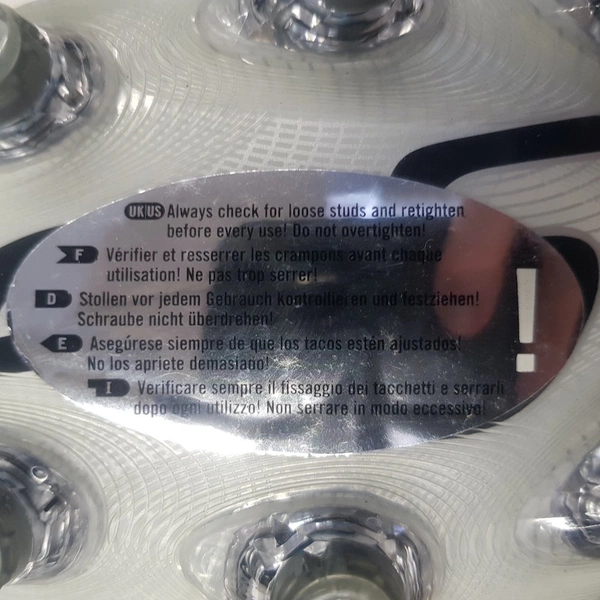 UK US Always check for loose studs and retighten
before every use! Do not overtighten!
F Vérifier et resserrer les crampons avant chaque
utilisation! Ne pas trop serrer!
D Stollen vor jedem Gebrauch kontrollieren und festziehen!
Schraube nicht überdrehen!
E Asegúrese siempre de que los tacos estén ajustados!
No los apriete demasiado!
I Verificare sempre il fissaggio dei tacchetti e serrarli
dopo ogni utilizzo! Non serrare in modo eccessivo!
!